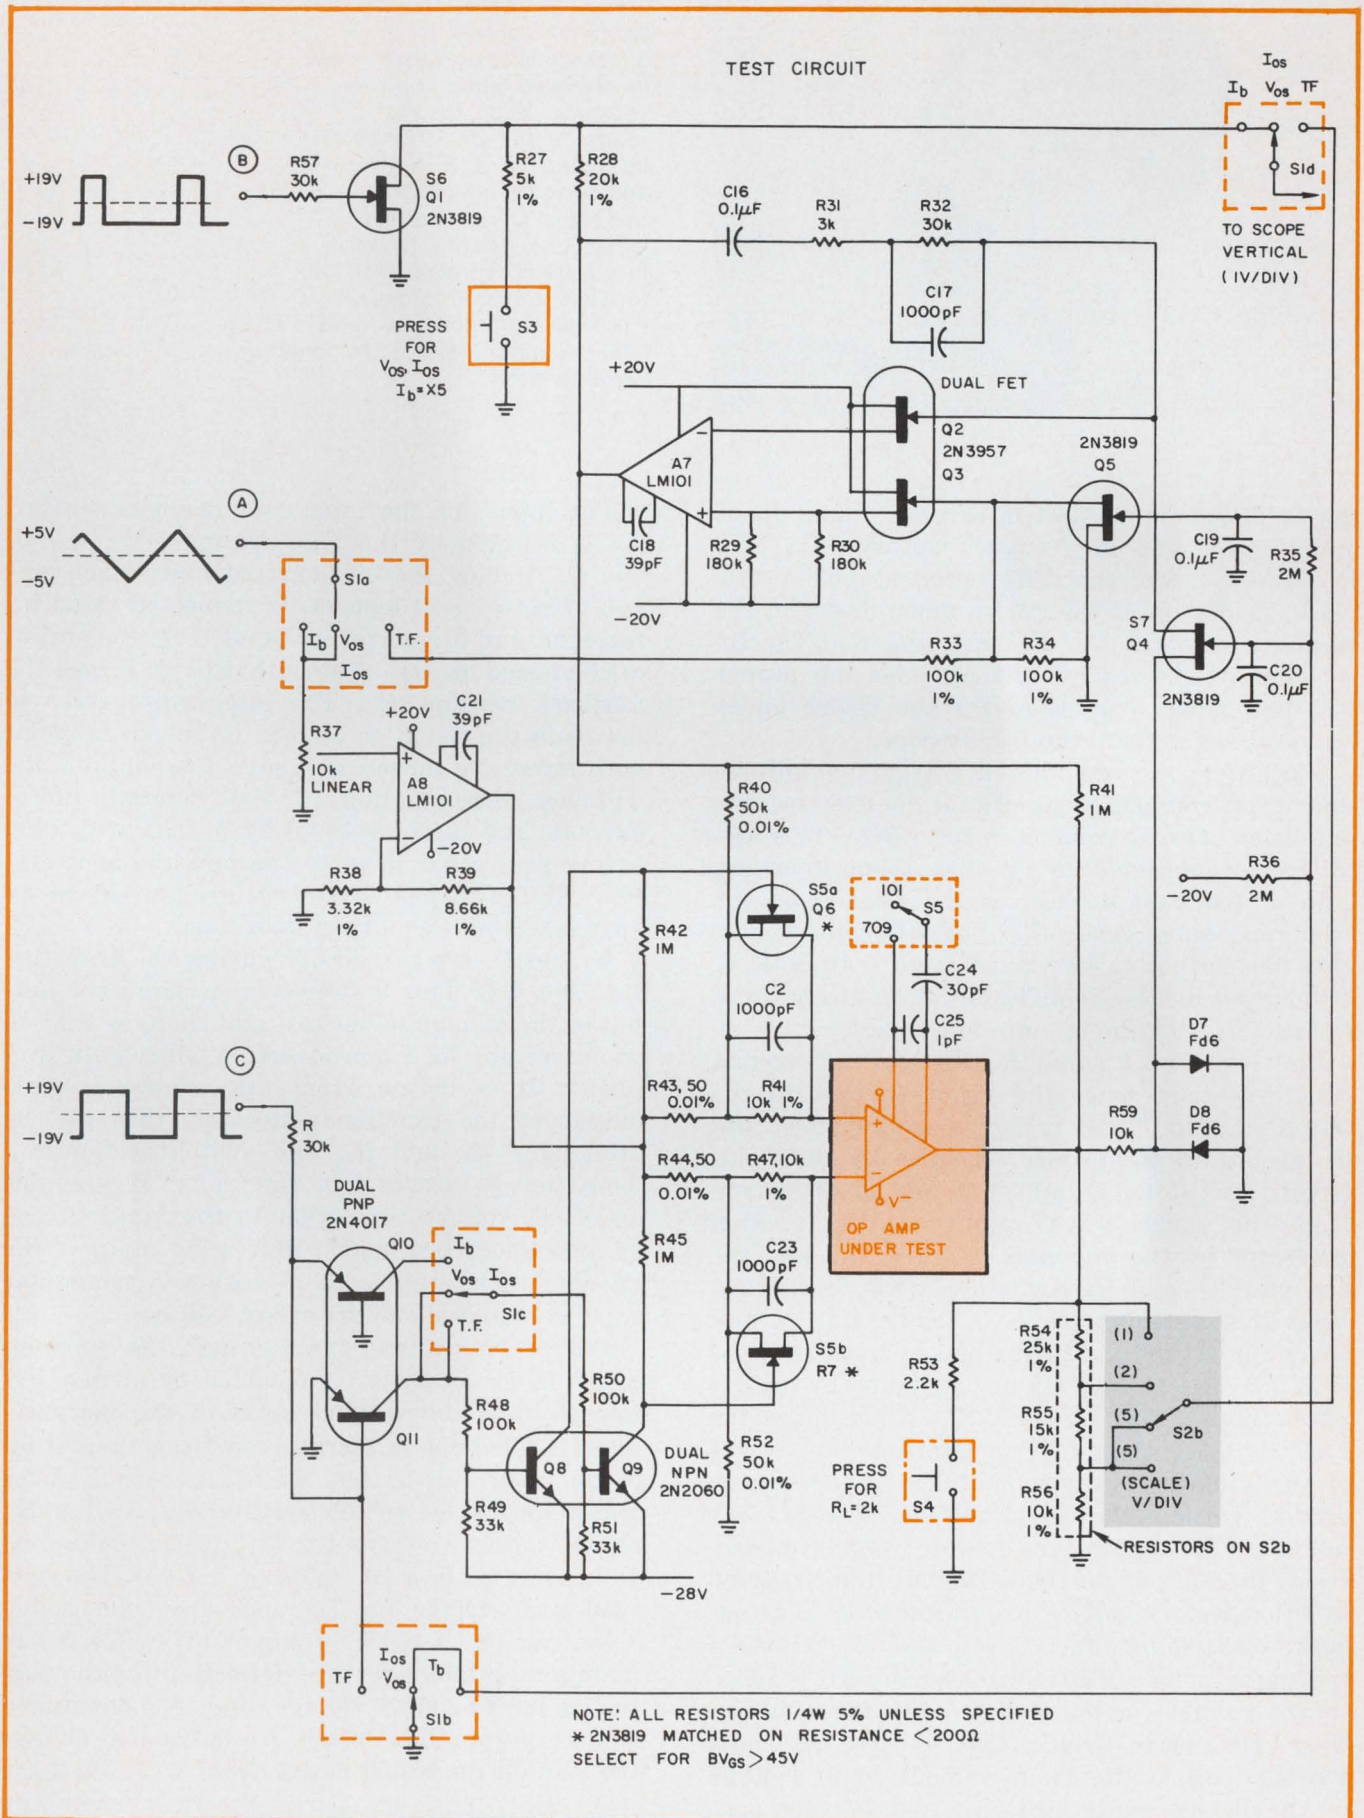 TEST CIRCUIT
Ios
Ib Vos TF
S1d
TO SCOPE
VERTICAL
(1V/DIV)
B
+19V
-19V
R57
30k
S6
Q1
2N3819
R27
5k
1%
R28
20k
1%
C16
0.1µF
R31
3k
R32
30k
C17
1000pF
PRESS
FOR
Vos, Ios
Ib=X5
S3
+20V
DUAL FET
Q2
2N3957
Q3
2N3819
Q5
A7
LM101
C18
39pF
R29
180k
R30
180k
-20V
C19
0.1µF
R35
2M
A
+5V
-5V
S1a
Ib
Vos
Ios
T.F.
R33
100k
1%
R34
100k
1%
S7
Q4
2N3819
C20
0.1µF
R37
10k
LINEAR
+20V
C21
39pF
A8
LM101
-20V
R38
3.32k
1%
R39
8.66k
1%
R40
50k
0.01%
R41
1M
-20V
R36
2M
R42
1M
S5a
Q6
*
101
709
S5
C24
30pF
C25
1pF
C2
1000pF
D7
Fd6
C
+19V
-19V
R
30k
R43, 50
0.01%
R41
10k 1%
R59
10k
D8
Fd6
R44, 50
0.01%
R47, 10k
1%
+
-
V-
OP AMP
UNDER TEST
DUAL
PNP
2N4017
Q10
Ib
Vos
Ios
S1c
T.F.
R45
1M
C23
1000pF
S5b
R7 *
R53
2.2k
R54
25k
1%
(1)
(2)
(5)
(5)
S2b
(SCALE)
V/DIV
R55
15k
1%
R56
10k
1%
RESISTORS ON S2b
Q11
R48
100k
R50
100k
Q8
Q9
DUAL
NPN
2N2060
R52
50k
0.01%
PRESS
FOR
RL=2k
S4
R49
33k
R51
33k
-28V
TF
Ios
Vos
Tb
S1b
NOTE: ALL RESISTORS 1/4W 5% UNLESS SPECIFIED
* 2N3819 MATCHED ON RESISTANCE <200Ω
SELECT FOR BVGS >45V